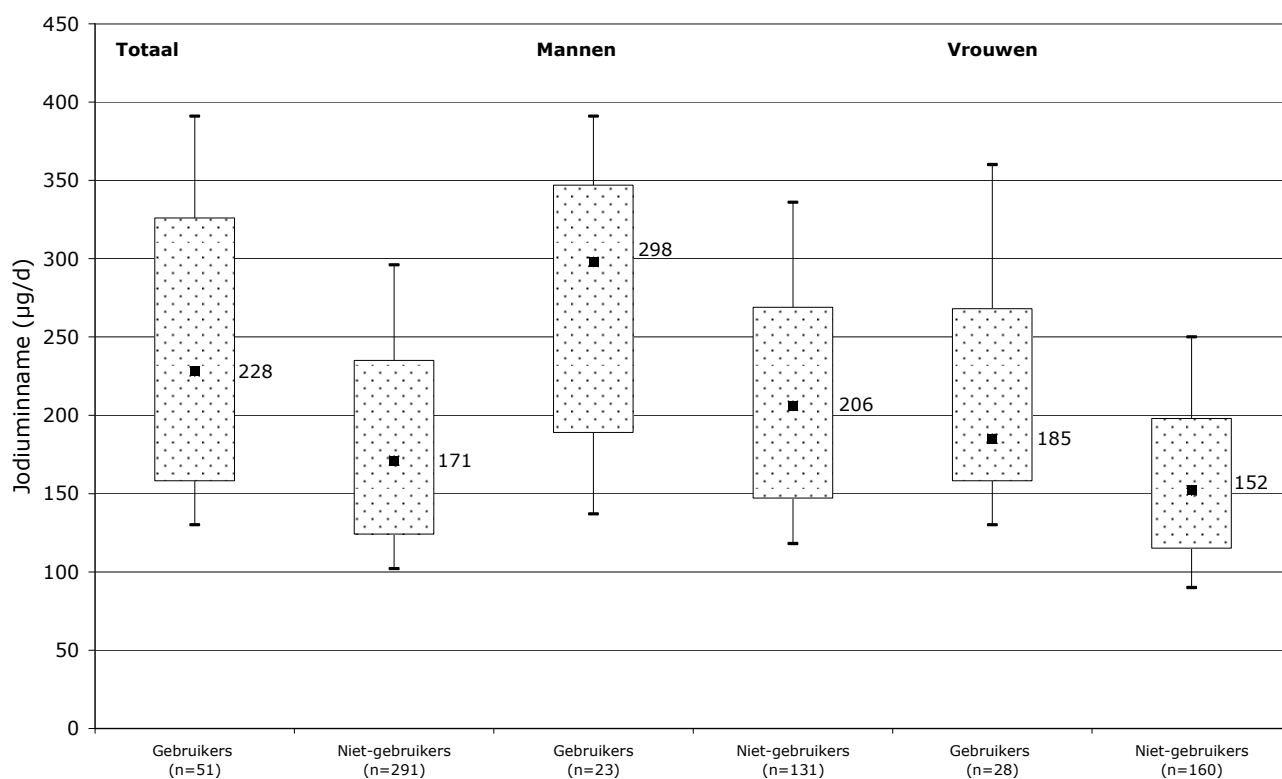 Jodiuminname (µg/d)
450
400
350
300
250
200
150
100
50
0
Totaal
Mannen
Vrouwen
228
171
298
206
185
152
Gebruikers
(n=51)
Niet-gebruikers
(n=291)
Gebruikers
(n=23)
Niet-gebruikers
(n=131)
Gebruikers
(n=28)
Niet-gebruikers
(n=160)